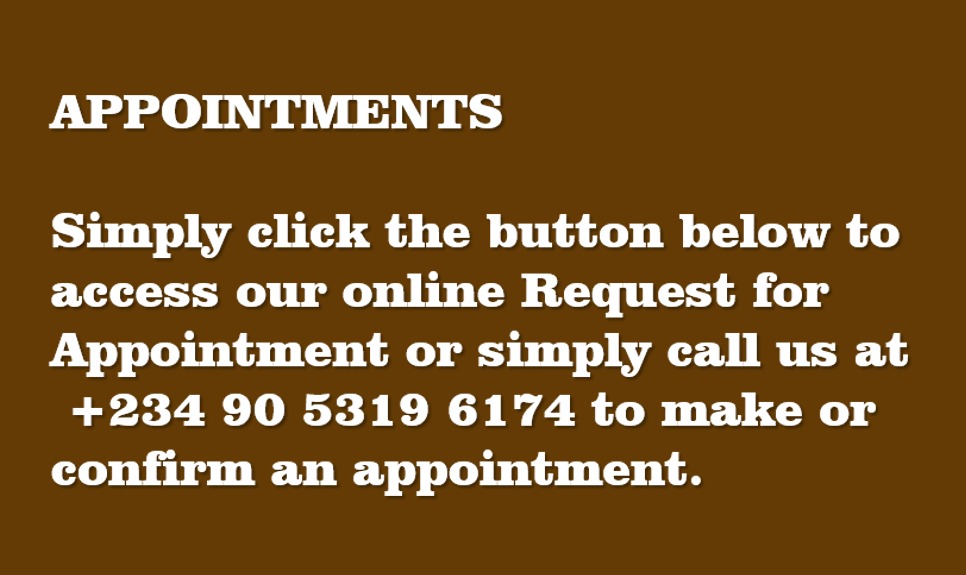 APPOINTMENTS
Simply click the button below to
access our online Request for
Appointment or simply call us at
+234 90 5319 6174 to make or
confirm an appointment.